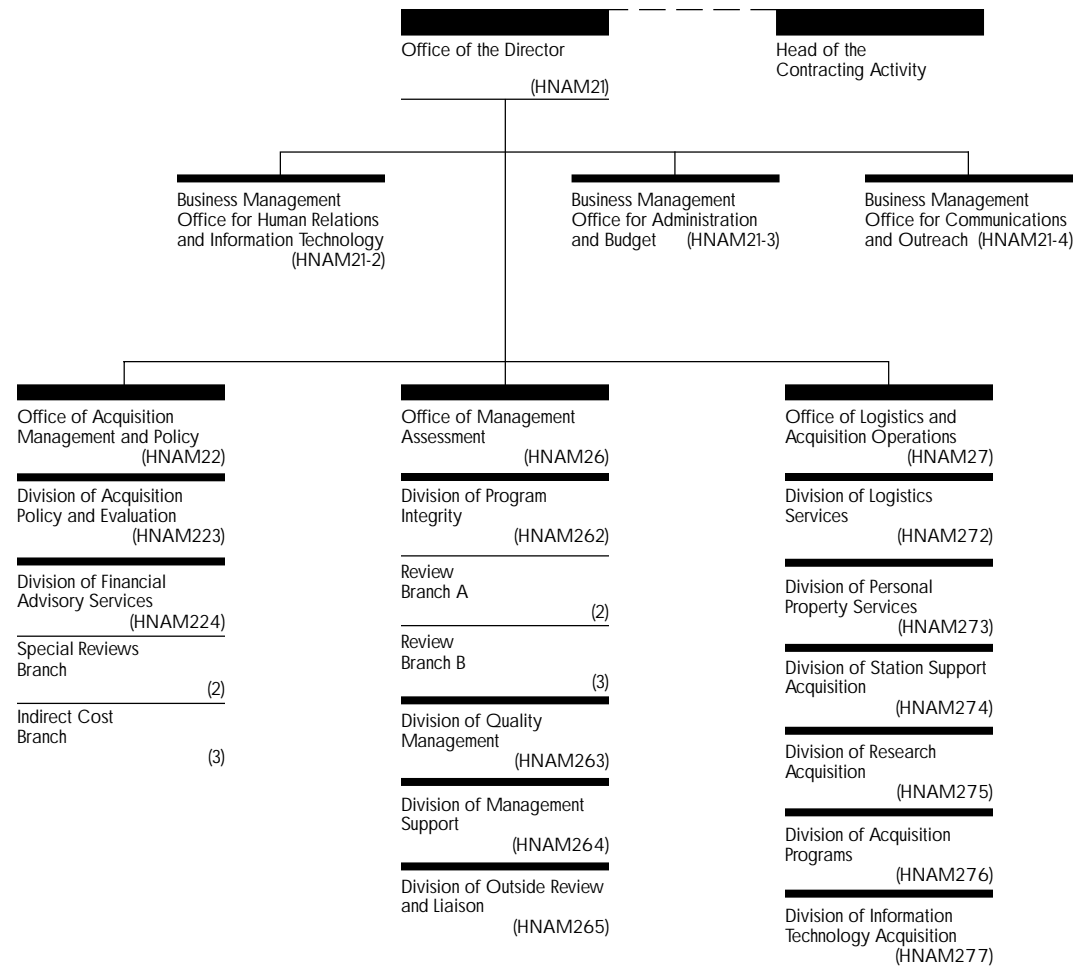 Office of the Director
(HNAM21)
Head of the
Contracting Activity
Business Management
Office for Human Relations
and Information Technology
(HNAM21-2)
Business Management
Office for Administration
and Budget (HNAM21-3)
Business Management
Office for Communications
and Outreach (HNAM21-4)
Office of Acquisition
Management and Policy
(HNAM22)
Division of Acquisition
Policy and Evaluation
(HNAM223)
Division of Financial
Advisory Services
(HNAM224)
Special Reviews
Branch
(2)
Indirect Cost
Branch
(3)
Office of Management
Assessment
(HNAM26)
Division of Program
Integrity
(HNAM262)
Review
Branch A
(2)
Review
Branch B
(3)
Division of Quality
Management
(HNAM263)
Division of Management
Support
(HNAM264)
Division of Outside Review
and Liaison
(HNAM265)
Office of Logistics and
Acquisition Operations
(HNAM27)
Division of Logistics
Services
(HNAM272)
Division of Personal
Property Services
(HNAM273)
Division of Station Support
Acquisition
(HNAM274)
Division of Research
Acquisition
(HNAM275)
Division of Acquisition
Programs
(HNAM276)
Division of Information
Technology Acquisition
(HNAM277)